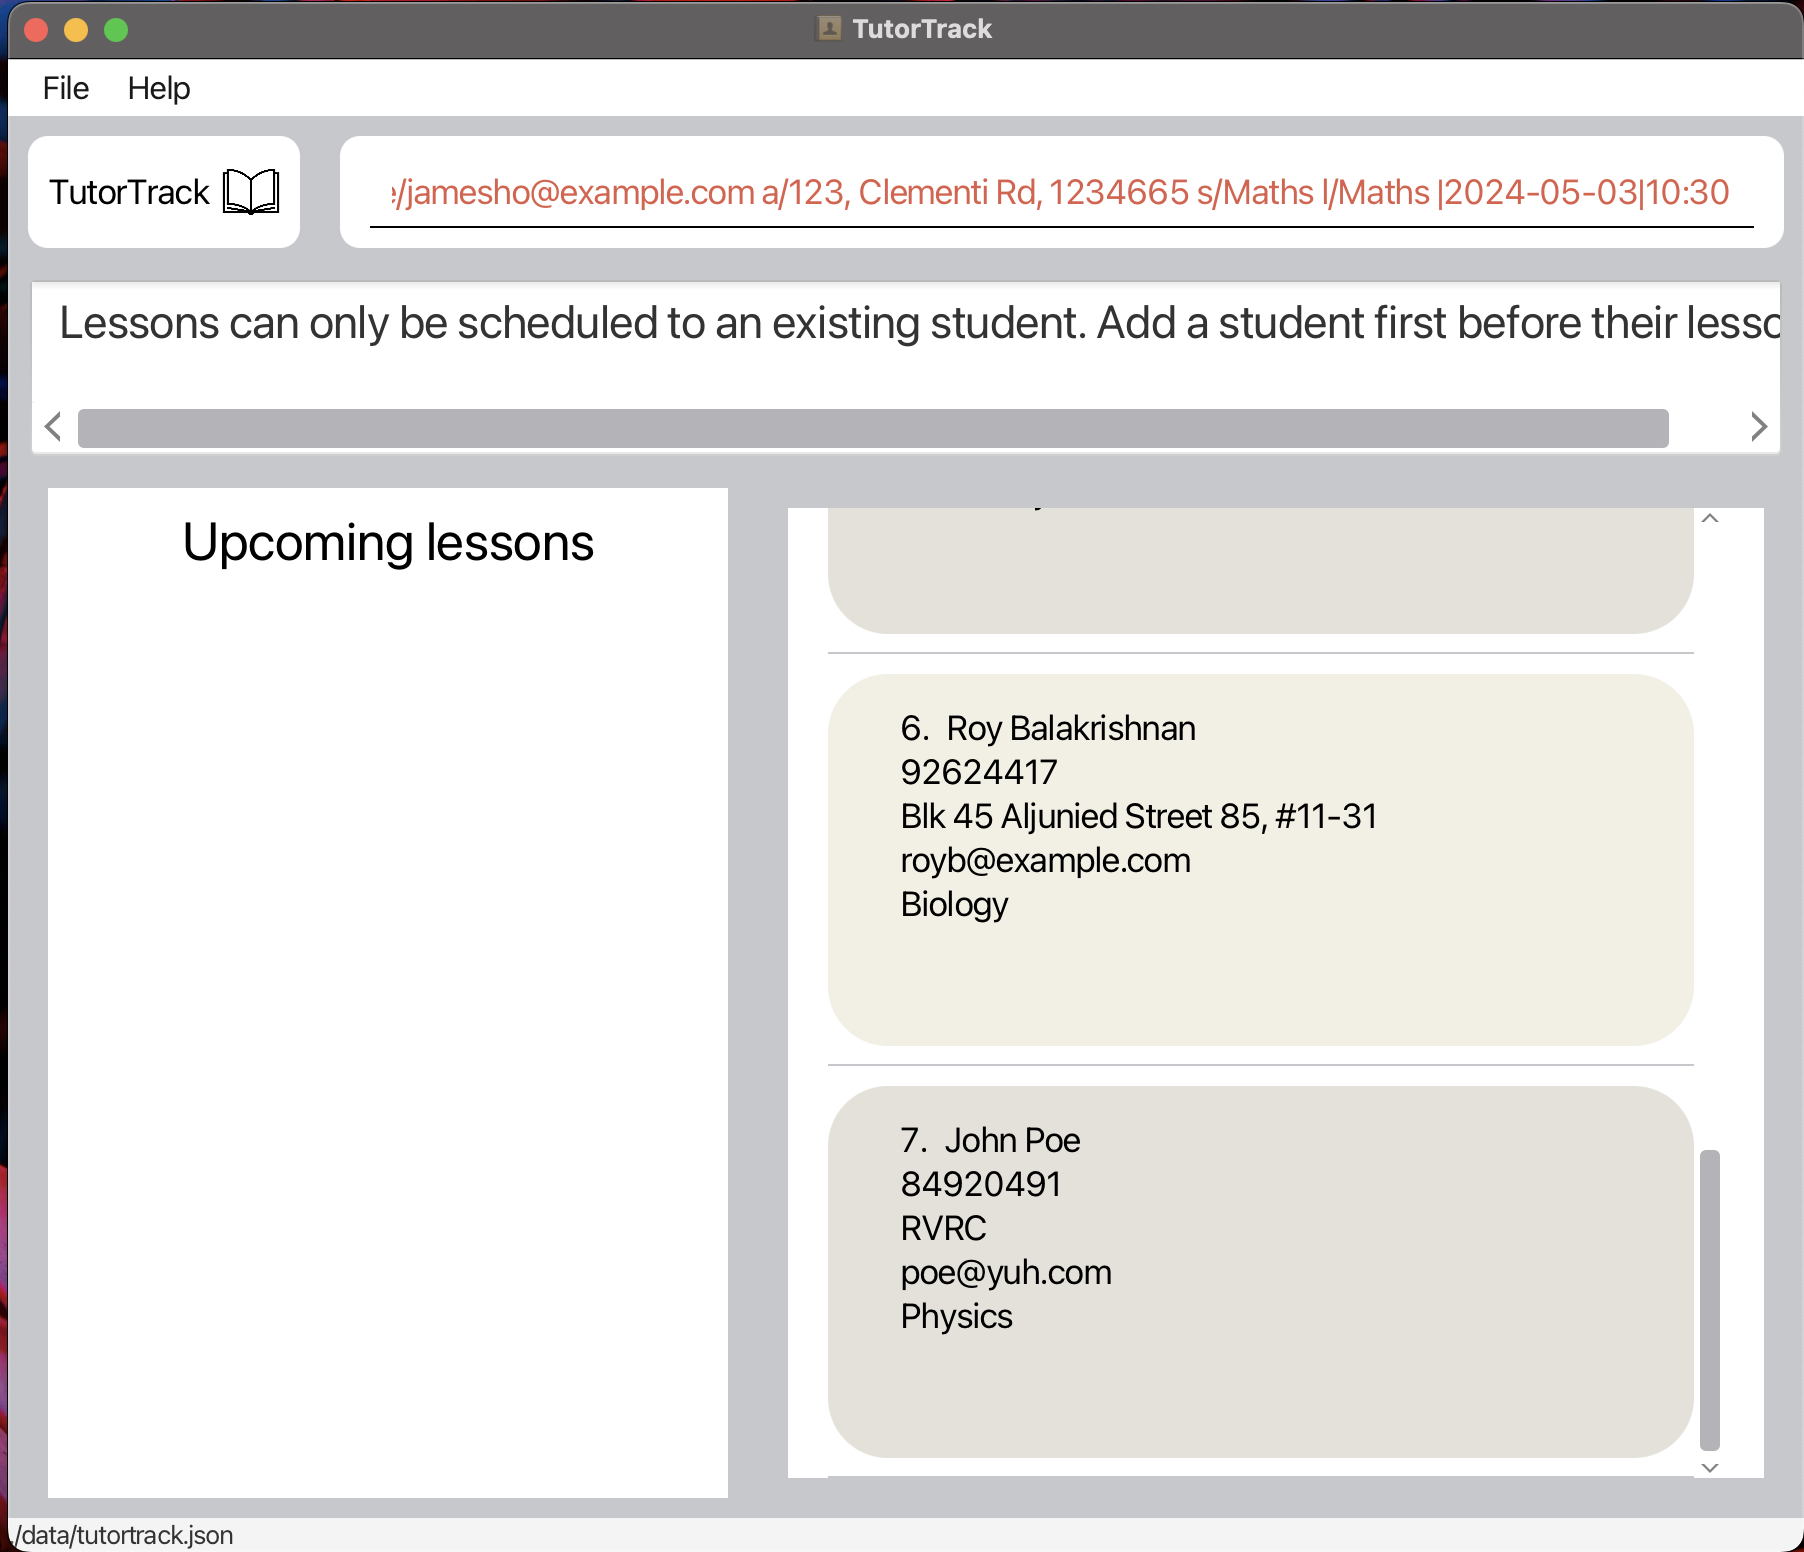 TutorTrack
File Help
TutorTrack
e/jamesho@example.com a/123, Clementi Rd, 1234665 s/Maths l/Maths |2024-05-03|10:30
Lessons can only be scheduled to an existing student. Add a student first before their lesso
Upcoming lessons
6. Roy Balakrishnan
92624417
Blk 45 Aljunied Street 85, #11-31
royb@example.com
Biology
7. John Poe
84920491
RVRC
poe@yuh.com
Physics
/data/tutortrack.json